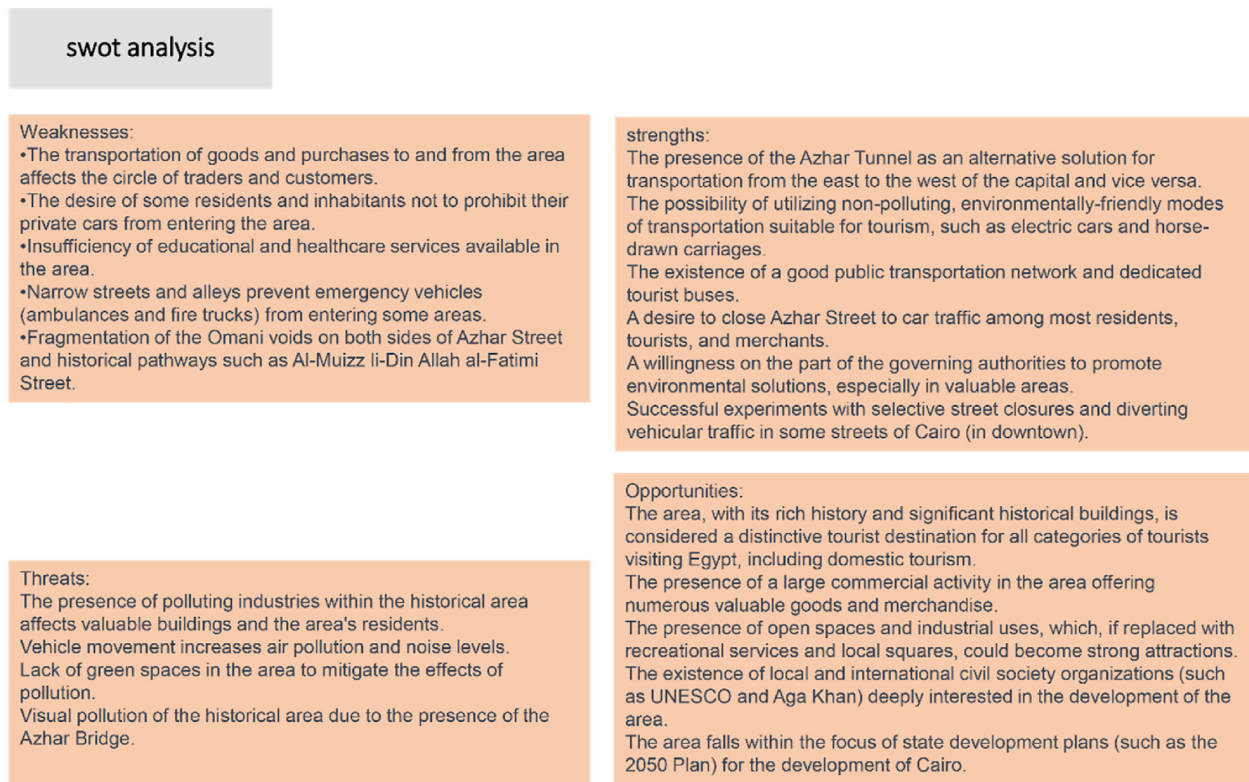 swot analysis
Weaknesses:
•The transportation of goods and purchases to and from the area
affects the circle of traders and customers.
•The desire of some residents and inhabitants not to prohibit their
private cars from entering the area.
•Insufficiency of educational and healthcare services available in
the area.
•Narrow streets and alleys prevent emergency vehicles
(ambulances and fire trucks) from entering some areas.
•Fragmentation of the Omani voids on both sides of Azhar Street
and historical pathways such as Al-Muizz li-Din Allah al-Fatimi
Street.
strengths:
The presence of the Azhar Tunnel as an alternative solution for
transportation from the east to the west of the capital and vice versa.
The possibility of utilizing non-polluting, environmentally-friendly modes
of transportation suitable for tourism, such as electric cars and horse-
drawn carriages.
The existence of a good public transportation network and dedicated
tourist buses.
A desire to close Azhar Street to car traffic among most residents,
tourists, and merchants.
A willingness on the part of the governing authorities to promote
environmental solutions, especially in valuable areas.
Successful experiments with selective street closures and diverting
vehicular traffic in some streets of Cairo (in downtown).
Threats:
The presence of polluting industries within the historical area
affects valuable buildings and the area's residents.
Vehicle movement increases air pollution and noise levels.
Lack of green spaces in the area to mitigate the effects of
pollution.
Visual pollution of the historical area due to the presence of the
Azhar Bridge.
Opportunities:
The area, with its rich history and significant historical buildings, is
considered a distinctive tourist destination for all categories of tourists
visiting Egypt, including domestic tourism.
The presence of a large commercial activity in the area offering
numerous valuable goods and merchandise.
The presence of open spaces and industrial uses, which, if replaced with
recreational services and local squares, could become strong attractions.
The existence of local and international civil society organizations (such
as UNESCO and Aga Khan) deeply interested in the development of the
area.
The area falls within the focus of state development plans (such as the
2050 Plan) for the development of Cairo.